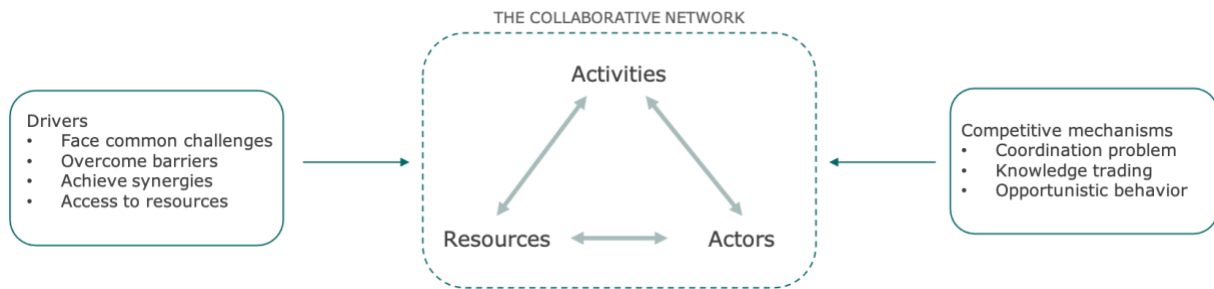 THE COLLABORATIVE NETWORK
Activities
Resources
Actors
Drivers
• Face common challenges
• Overcome barriers
• Achieve synergies
• Access to resources
Competitive mechanisms
• Coordination problem
• Knowledge trading
• Opportunistic behavior